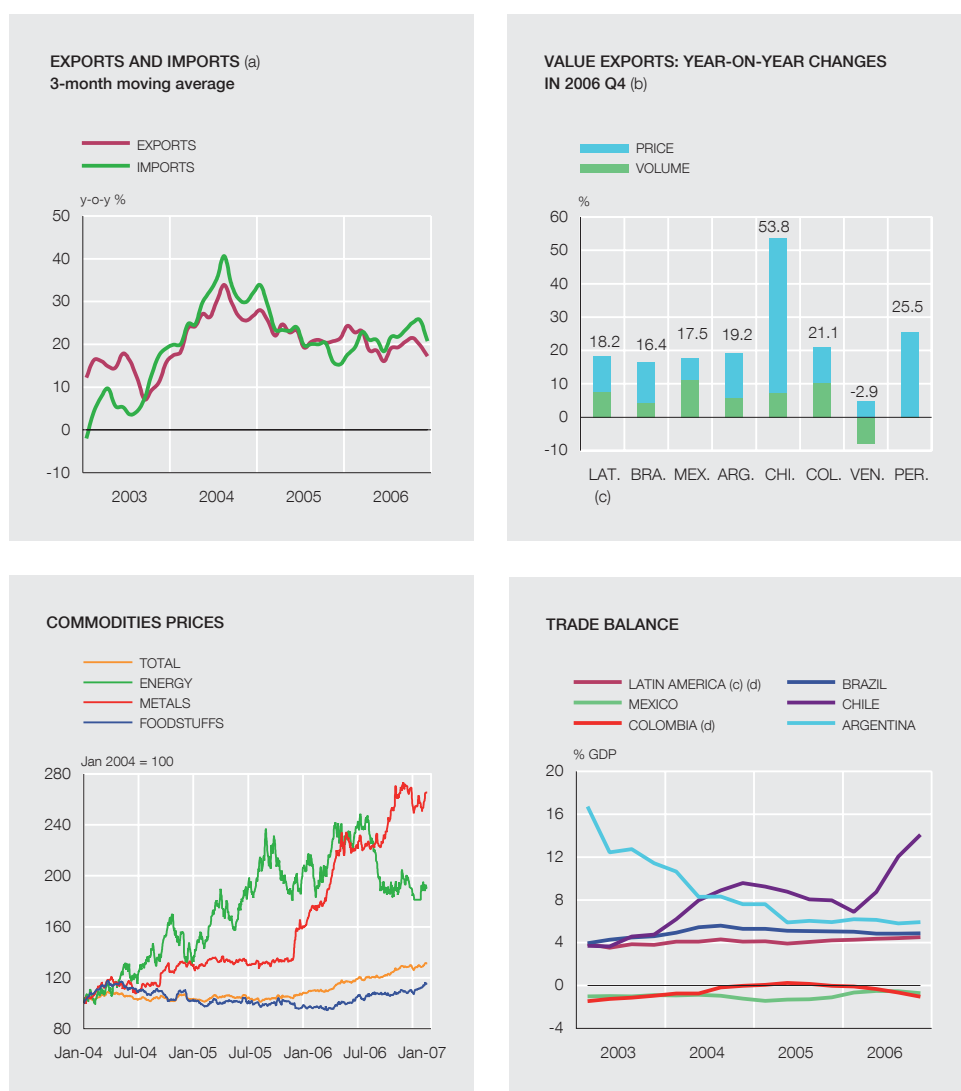 EXPORTS AND IMPORTS (a)
3-month moving average
EXPORTS
IMPORTS
y-o-y %
50
40
30
20
10
0
-10
2003 2004 2005 2006
VALUE EXPORTS: YEAR-ON-YEAR CHANGES
IN 2006 Q4 (b)
PRICE
VOLUME
%
60
50
40
30
20
10
0
-10
18.2 16.4 17.5 19.2 53.8 21.1 -2.9 25.5
LAT. BRA. MEX. ARG. CHI. COL. VEN. PER.
(c)
COMMODITIES PRICES
TOTAL
ENERGY
METALS
FOODSTUFFS
Jan 2004 = 100
280
240
200
160
120
80
Jan-04 Jul-04 Jan-05 Jul-05 Jan-06 Jul-06 Jan-07
TRADE BALANCE
LATIN AMERICA (c) (d) BRAZIL
MEXICO CHILE
COLOMBIA (d) ARGENTINA
% GDP
20
16
12
8
4
0
-4
2003 2004 2005 2006